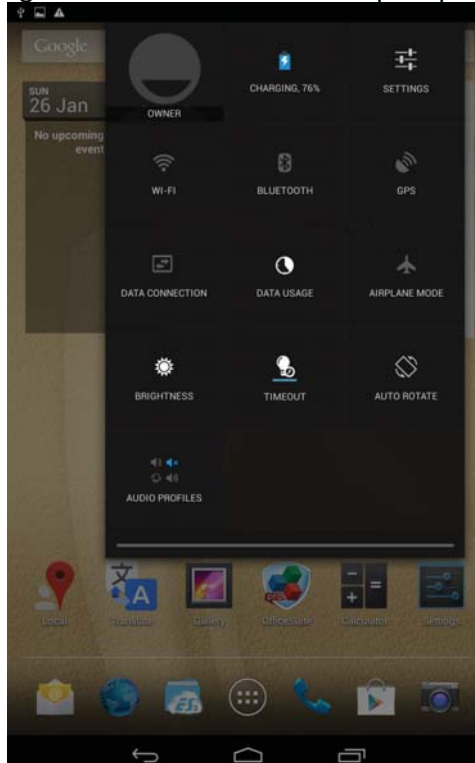 Google
SUN
26 Jan
No upcoming
event
OWNER
CHARGING, 76%
SETTINGS
WI-FI
BLUETOOTH
GPS
DATA CONNECTION
DATA USAGE
AIRPLANE MODE
BRIGHTNESS
TIMEOUT
AUTO ROTATE
AUDIO PROFILES
Local
Translate
Gallery
OfficeSuite
Calculator
Settings